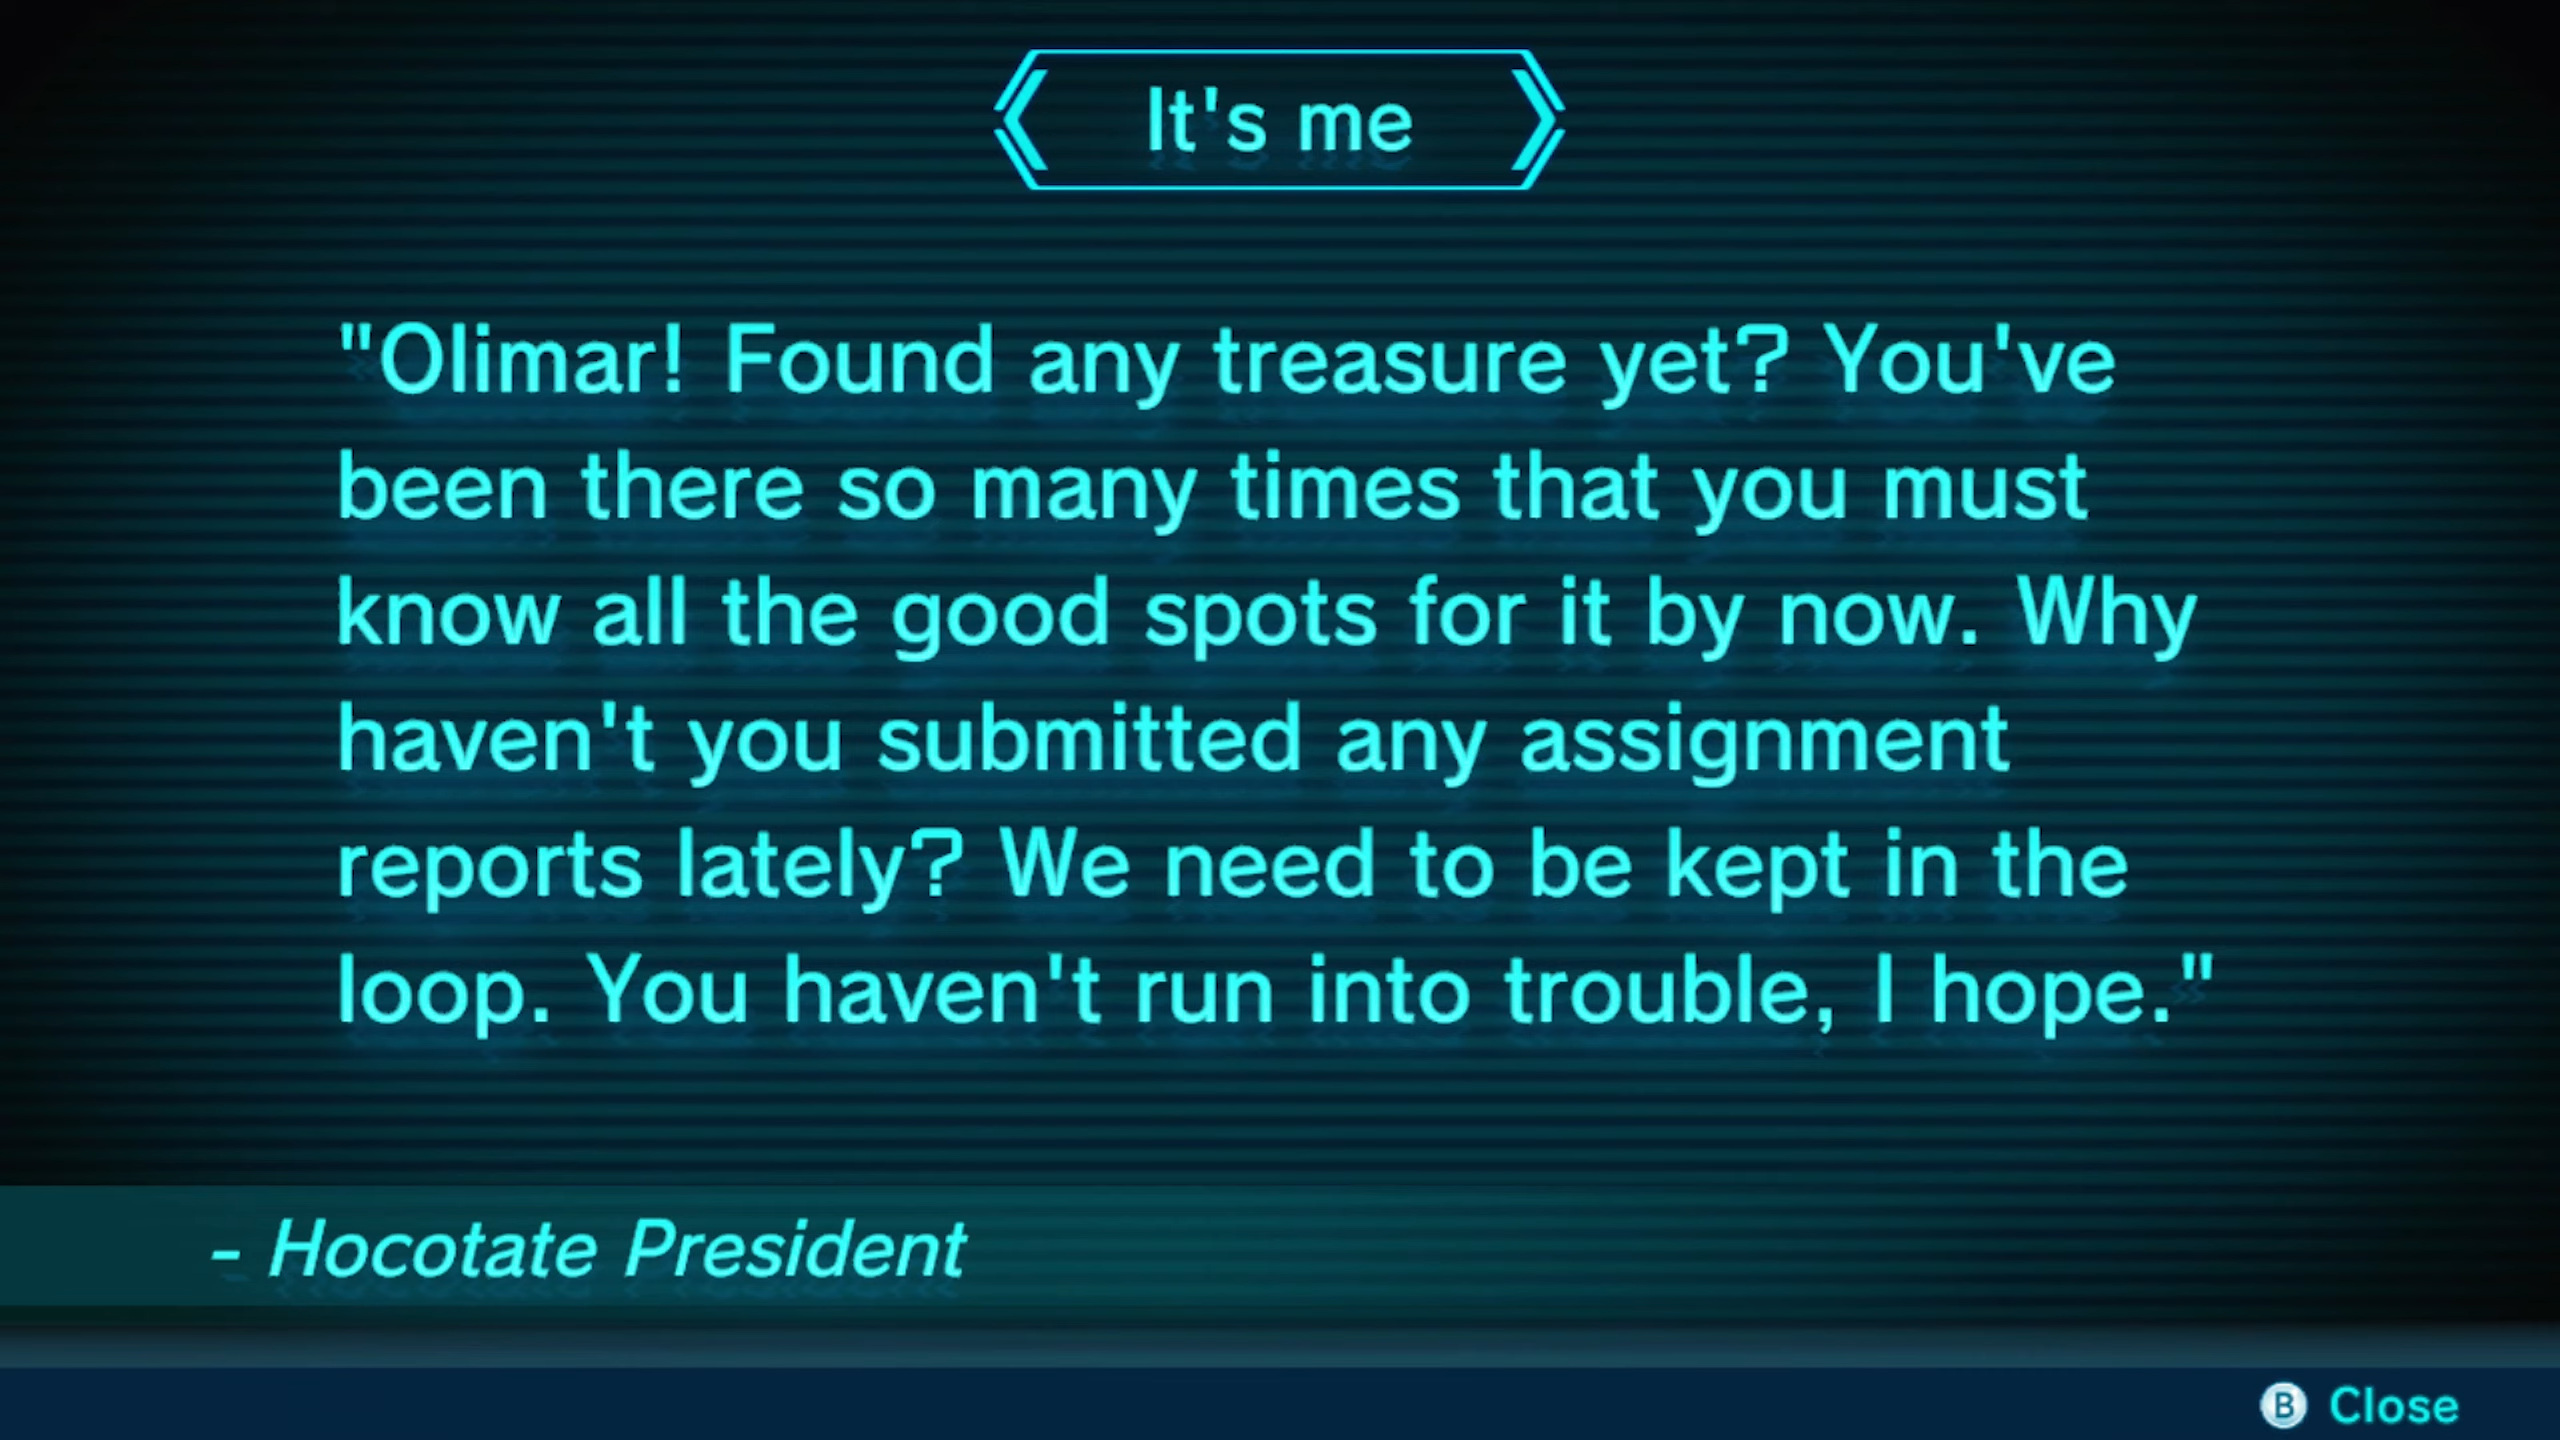 It's me
"Olimar! Found any treasure yet? You've
been there so many times that you must
know all the good spots for it by now. Why
haven't you submitted any assignment
reports lately? We need to be kept in the
loop. You haven't run into trouble, I hope."
- Hocotate President
B Close